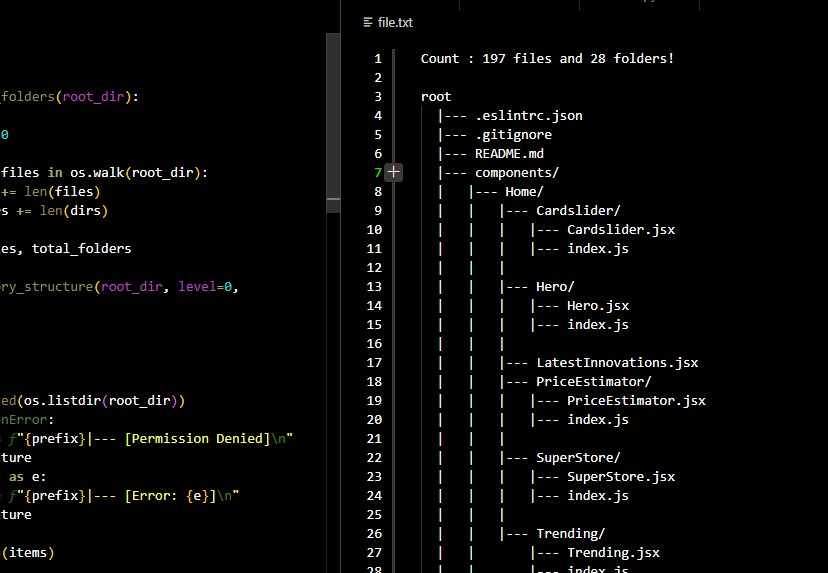 _folders(root_dir):
0
files in os.walk(root_dir):
+= len(files)
s += len(dirs)
es, total_folders
ry_structure(root_dir, level=0,
ed(os.listdir(root_dir))
nError:
f"{prefix}|--- [Permission Denied]\n"
ture
as e:
f"{prefix}|--- [Error: {e}]\n"
ture
(items)
file.txt
1 Count : 197 files and 28 folders!
2
3 root
4 |--- .eslintrc.json
5 |--- .gitignore
6 |--- README.md
7 + |--- components/
8 | |--- Home/
9 | | |--- Cardslider/
10 | | | |--- Cardslider.jsx
11 | | | |--- index.js
12 | | |
13 | | |--- Hero/
14 | | | |--- Hero.jsx
15 | | | |--- index.js
16 | | |
17 | | |--- LatestInnovations.jsx
18 | | |--- PriceEstimator/
19 | | | |--- PriceEstimator.jsx
20 | | | |--- index.js
21 | | |
22 | | |--- SuperStore/
23 | | | |--- SuperStore.jsx
24 | | | |--- index.js
25 | | |
26 | | |--- Trending/
27 | | |--- Trending.jsx
28 | | |--- index.js